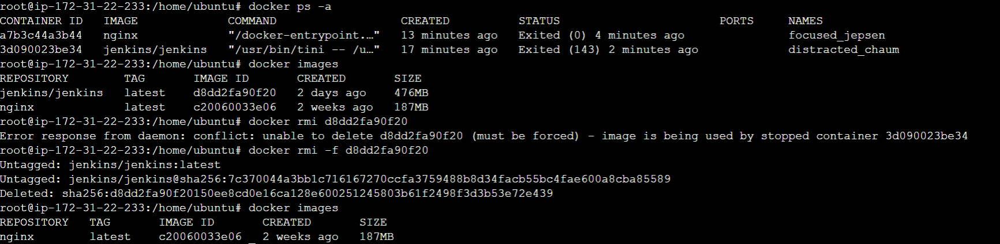 root@ip-172-31-22-233:/home/ubuntu# docker ps -a
CONTAINER ID   IMAGE             COMMAND                  CREATED          STATUS                       PORTS     NAMES
a7b3c44a3b44   nginx             "/docker-entrypoint.…"   13 minutes ago   Exited (0) 4 minutes ago               focused_jepsen
3d090023be34   jenkins/jenkins   "/usr/bin/tini -- /u…"   17 minutes ago   Exited (143) 2 minutes ago             distracted_chaum
root@ip-172-31-22-233:/home/ubuntu# docker images
REPOSITORY        TAG       IMAGE ID       CREATED       SIZE
jenkins/jenkins   latest    d8dd2fa90f20   2 days ago    476MB
nginx             latest    c20060033e06   2 weeks ago   187MB
root@ip-172-31-22-233:/home/ubuntu# docker rmi d8dd2fa90f20
Error response from daemon: conflict: unable to delete d8dd2fa90f20 (must be forced) - image is being used by stopped container 3d090023be34
root@ip-172-31-22-233:/home/ubuntu# docker rmi -f d8dd2fa90f20
Untagged: jenkins/jenkins:latest
Untagged: jenkins/jenkins@sha256:7c370044a3bb1c716167270ccfa3759488b8d34facb55bc4fae600a8cba85589
Deleted: sha256:d8dd2fa90f20150ee8cd0e16ca128e600251245803b61f2498f3d3b53e72e439
root@ip-172-31-22-233:/home/ubuntu# docker images
REPOSITORY   TAG       IMAGE ID       CREATED       SIZE
nginx        latest    c20060033e06   2 weeks ago   187MB